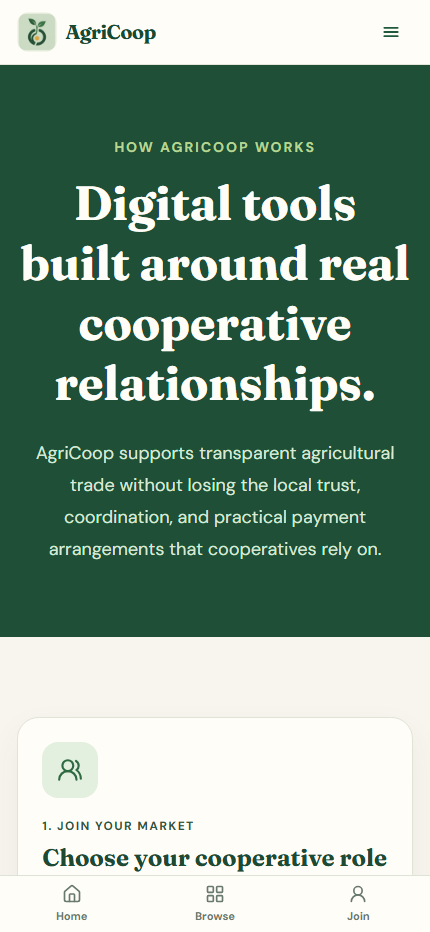 AgriCoop
HOW AGRICOOP WORKS
Digital tools
built around real
cooperative
relationships.
AgriCoop supports transparent agricultural
trade without losing the local trust,
coordination, and practical payment
arrangements that cooperatives rely on.
1. JOIN YOUR MARKET
Choose your cooperative role
Home
Browse
Join